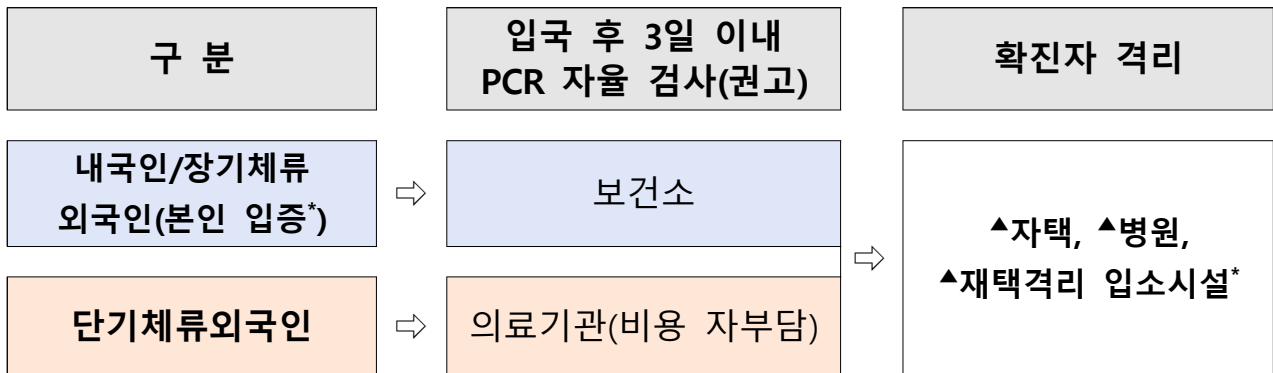 구 분
입국 후 3일 이내
PCR 자율 검사(권고)
확진자 격리
내국인/장기체류
외국인(본인 입증*)
⇨
보건소
단기체류외국인
⇨
의료기관(비용 자부담)
⇨
▲자택, ▲병원,
▲재택격리 입소시설*